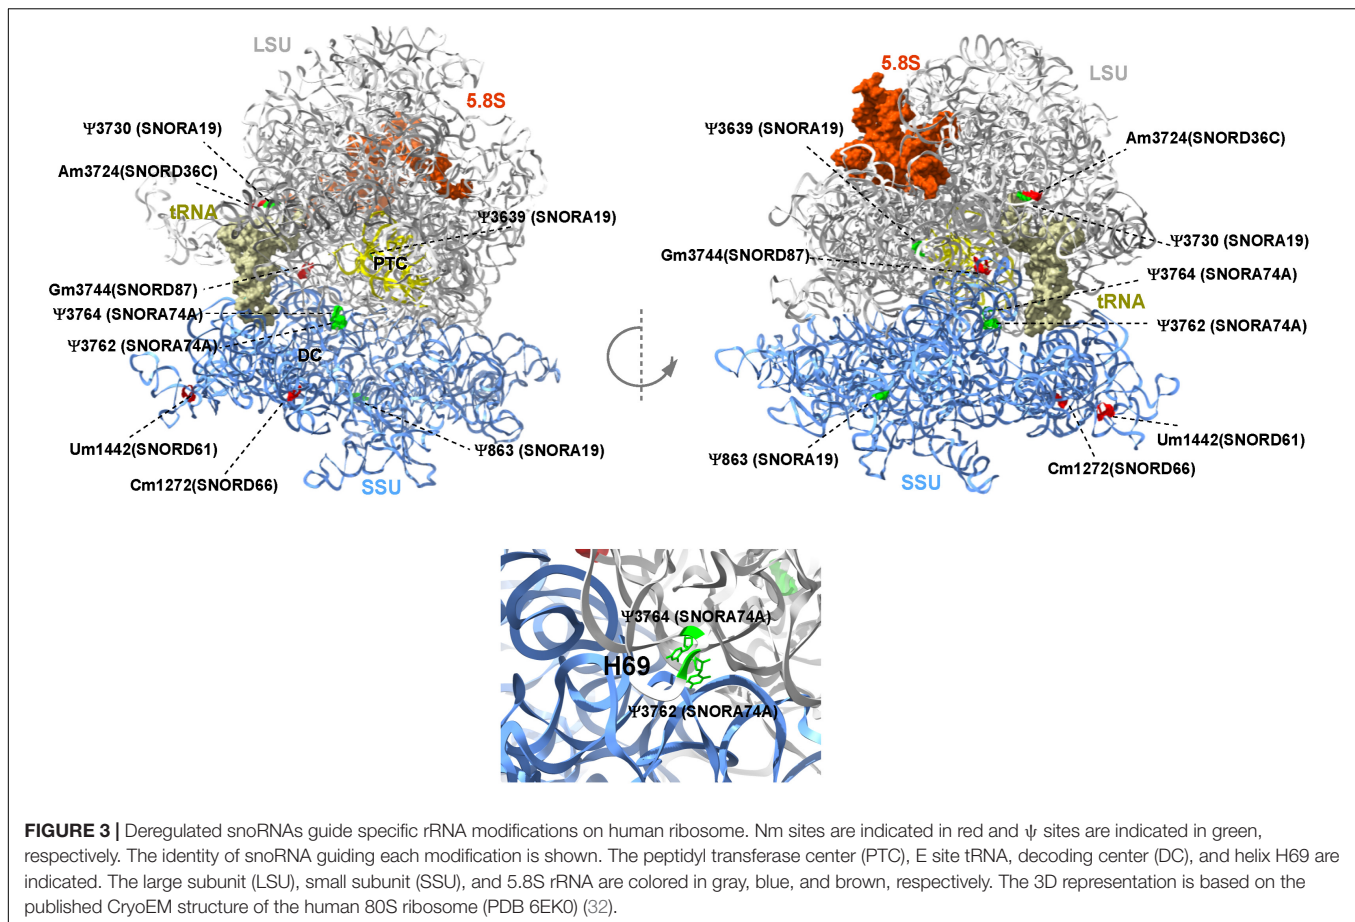 LSU
5.8S
Ψ3730 (SNORA19)
Am3724(SNORD36C)
tRNA
Ψ3639 (SNORA19)
PTC
Gm3744(SNORD87)
Ψ3764 (SNORA74A)
Ψ3762 (SNORA74A)
DC
Um1442(SNORD61)
Ψ863 (SNORA19)
Cm1272(SNORD66)
SSU
5.8S
LSU
Ψ3639 (SNORA19)
Am3724(SNORD36C)
Ψ3730 (SNORA19)
Gm3744(SNORD87)
Ψ3764 (SNORA74A)
tRNA
Ψ3762 (SNORA74A)
Um1442(SNORD61)
Ψ863 (SNORA19)
Cm1272(SNORD66)
SSU
Ψ3764 (SNORA74A)
H69
Ψ3762 (SNORA74A)
FIGURE 3 | Deregulated snoRNAs guide specific rRNA modifications on human ribosome. Nm sites are indicated in red and ψ sites are indicated in green,
respectively. The identity of snoRNA guiding each modification is shown. The peptidyl transferase center (PTC), E site tRNA, decoding center (DC), and helix H69 are
indicated. The large subunit (LSU), small subunit (SSU), and 5.8S rRNA are colored in gray, blue, and brown, respectively. The 3D representation is based on the
published CryoEM structure of the human 80S ribosome (PDB 6EK0) (32).